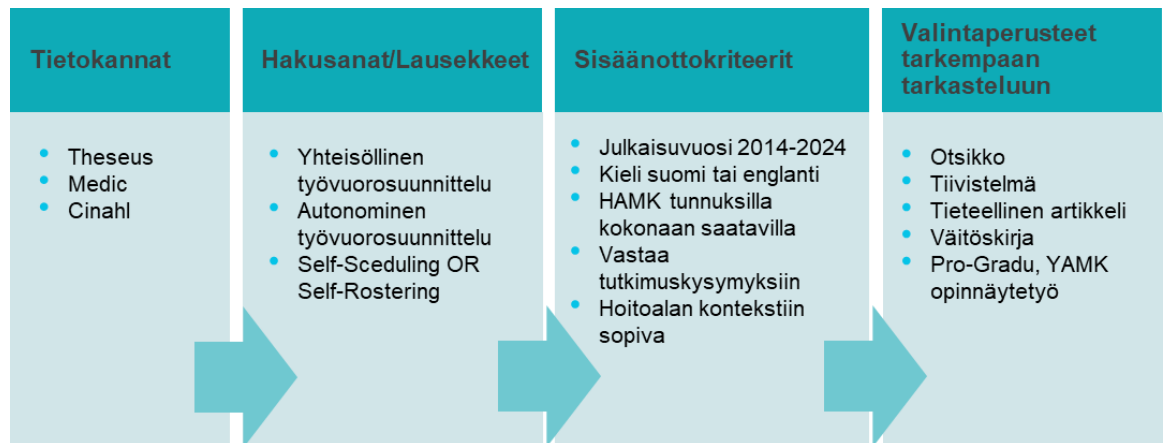 Tietokannat
Theseus
Medic
Cinahl
Hakusanat/Lausekkeet
Yhteisöllinen
työvuorosuunnittelu
Autonominen
työvuorosuunnittelu
Self-Sceduling OR
Self-Rostering
Sisäänottokriteerit
Julkaisuvuosi 2014-2024
Kieli suomi tai englanti
HAMK tunnuksilla
kokonaan saatavilla
Vastaa
tutkimuskysymyksiin
Hoitoalan kontekstiin
sopiva
Valintaperusteet
tarkempaan
tarkasteluun
Otsikko
Tiivistelmä
Tieteellinen artikkeli
Väitöskirja
Pro-Gradu, YAMK
opinnäytetyö